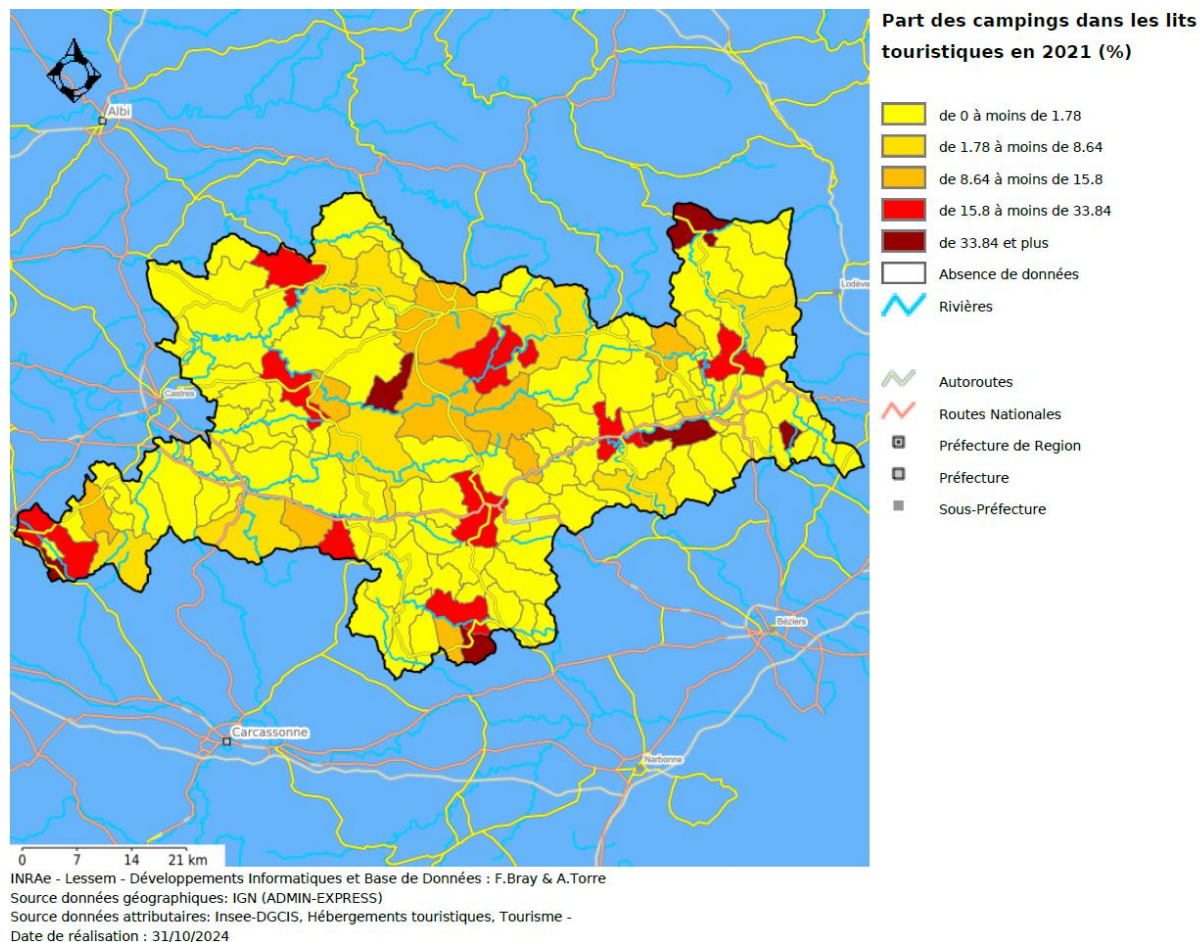 Part des campings dans les lits
touristiques en 2021 (%)
de 0 à moins de 1.78
de 1.78 à moins de 8.64
de 8.64 à moins de 15.8
de 15.8 à moins de 33.84
de 33.84 et plus
Absence de données
Rivières
Autoroutes
Routes Nationales
Préfecture de Region
Préfecture
Sous-Préfecture
Albi
Castres
Béziers
Carcassonne
Narbonne
0 7 14 21 km
INRAe - Lessem - Développements Informatiques et Base de Données : F.Bray & A.Torre
Source données géographiques: IGN (ADMIN-EXPRESS)
Source données attributaires: Insee-DGCIS, Hébergements touristiques, Tourisme -
Date de réalisation : 31/10/2024